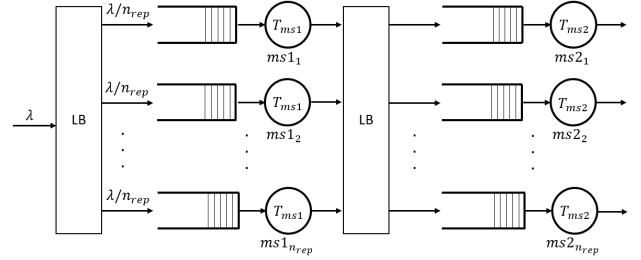 λ/n_rep T_ms1 T_ms2
ms1_1 ms2_1
λ/n_rep T_ms1 T_ms2
λ LB LB
ms1_2 ms2_2
λ/n_rep T_ms1 T_ms2
ms1_n_rep ms2_n_rep